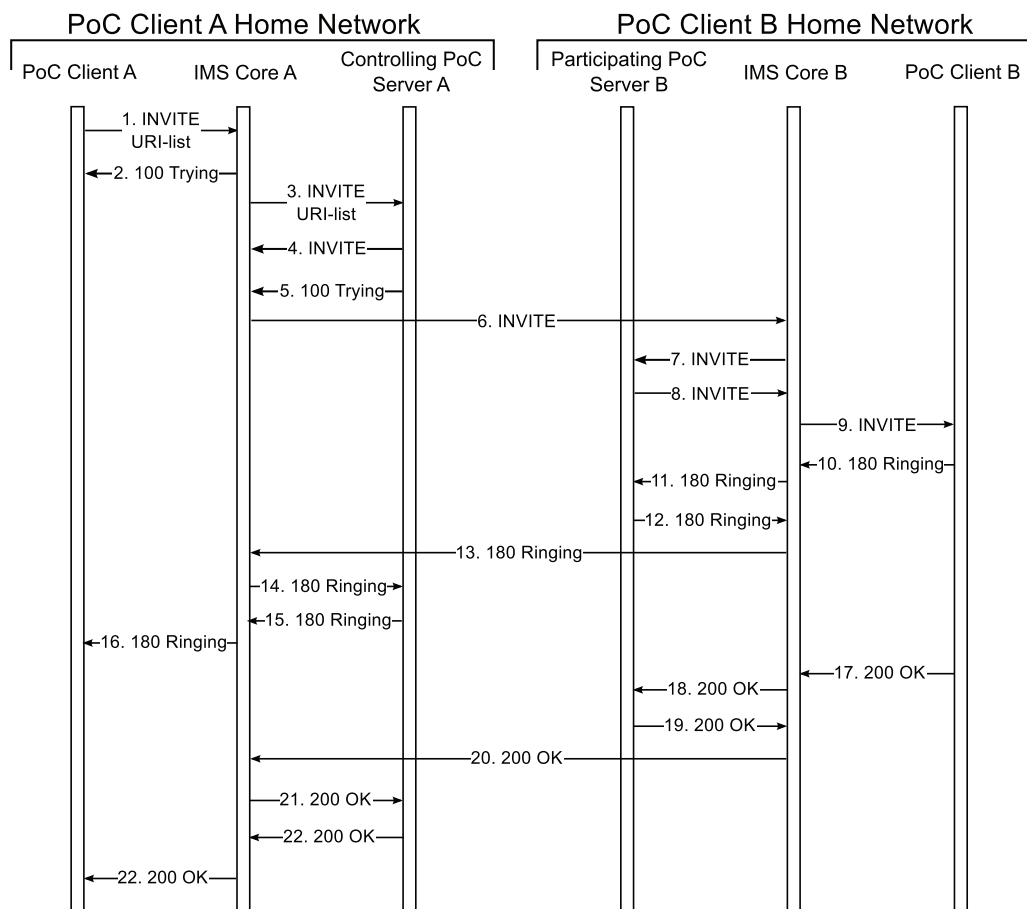 PoC Client A Home Network
PoC Client B Home Network
PoC Client A
IMS Core A
Controlling PoC
Server A
Participating PoC
Server B
IMS Core B
PoC Client B
1. INVITE
URI-list
2. 100 Trying
3. INVITE
URI-list
4. INVITE
5. 100 Trying
6. INVITE
7. INVITE
8. INVITE
9. INVITE
10. 180 Ringing
11. 180 Ringing
12. 180 Ringing
13. 180 Ringing
14. 180 Ringing
15. 180 Ringing
16. 180 Ringing
17. 200 OK
18. 200 OK
19. 200 OK
20. 200 OK
21. 200 OK
22. 200 OK
22. 200 OK